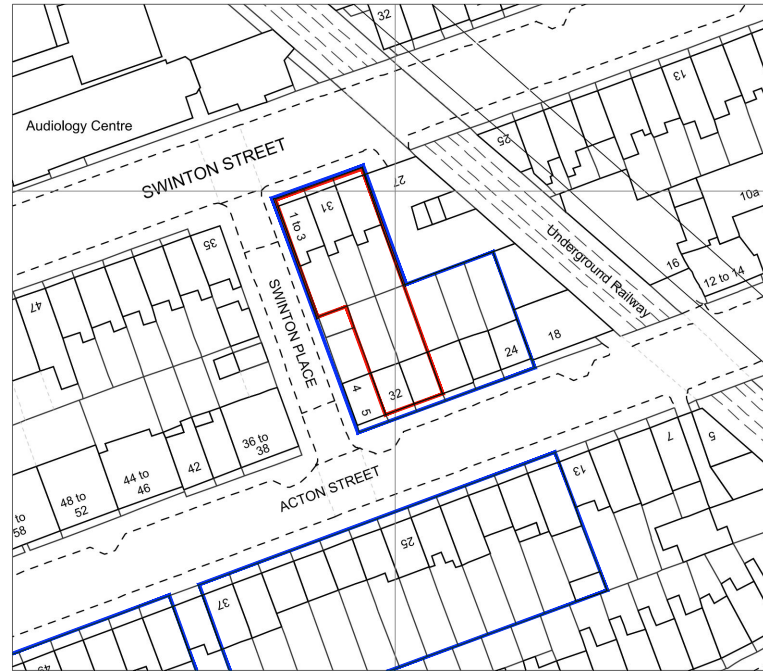 32
Audiology Centre
13
25
SWINTON STREET
27
10a
31
1 to 3
35
Underground Railway
16
12 to 14
47
SWINTON PLACE
18
24
4
32
5
7
5
36 to
38
42
44 to
46
48 to
52
to
58
ACTON STREET
13
25
37
49